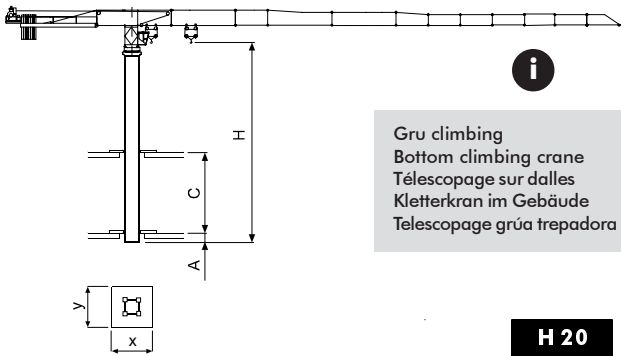 H
i
Gru climbing
Bottom climbing crane
Télescopage sur dalles
Kletterkran im Gebäude
Telescopage grúa trepadora
C
A
y
x
H 20